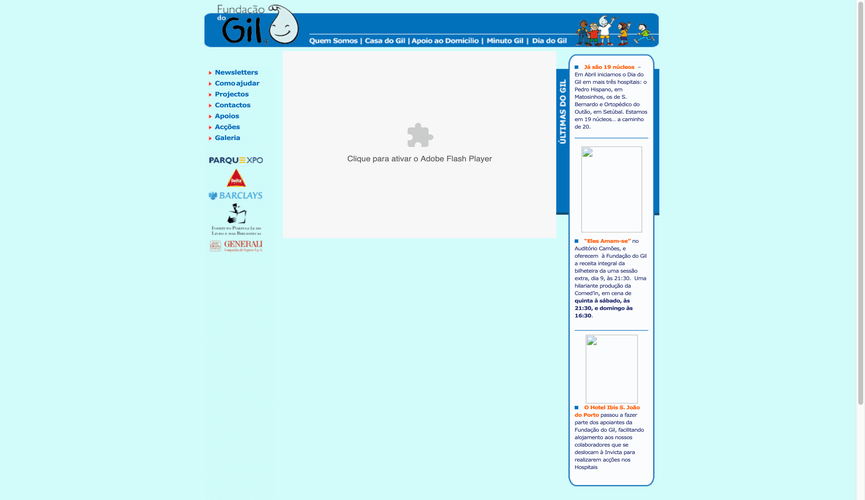 Fundação
do
Gil
Quem Somos | Casa do Gil | Apoio ao Domicílio | Minuto Gil | Dia do Gil
Newsletters
Como ajudar
Projectos
Contactos
Apoios
Acções
Galeria
PARQUE EXPO
BARCLAYS
GENERALI
Clique para ativar o Adobe Flash Player
ÚLTIMAS DO GIL
Já são 19 núcleos –
Em Abril iniciamos o Dia do
Gil em mais três hospitais: o
Pedro Hispano, em
Matosinhos, os de S.
Bernardo e Ortopédico do
Outão, em Setúbal. Estamos
em 19 núcleos... a caminho
de 20.
"Eles Amam-se" no
Auditório Camões, e
oferecem à Fundação do Gil
a receita integral da
bilheteira da uma sessão
extra, dia 9, às 21:30. Uma
hilariante produção da
Comed'in, em cena de
quinta à sábado, às
21:30, e domingo às
16:30.
O Hotel Ibis S. João
do Porto passou a fazer
parte dos apoiantes da
Fundação do Gil, facilitando
alojamento aos nossos
colaboradores que se
deslocam à Invicta para
realizarem acções nos
Hospitais